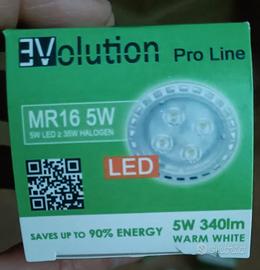 EVolution Pro Line
MR16 5W
5W LED ≥ 35W HALOGEN
LED
SAVES UP TO 90% ENERGY
5W 340lm
WARM WHITE